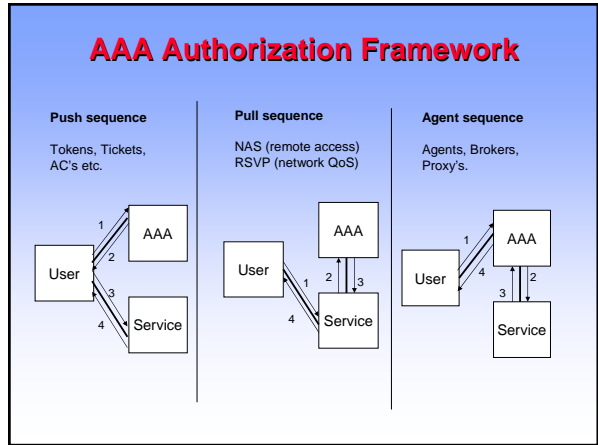 AAA Authorization Framework
Push sequence
Tokens, Tickets,
AC's etc.
1
AAA
2
User
3
4
Service
Pull sequence
NAS (remote access)
RSVP (network QoS)
AAA
User
1
2
3
4
Service
Agent sequence
Agents, Brokers,
Proxy's.
1
AAA
4
User
3
2
Service